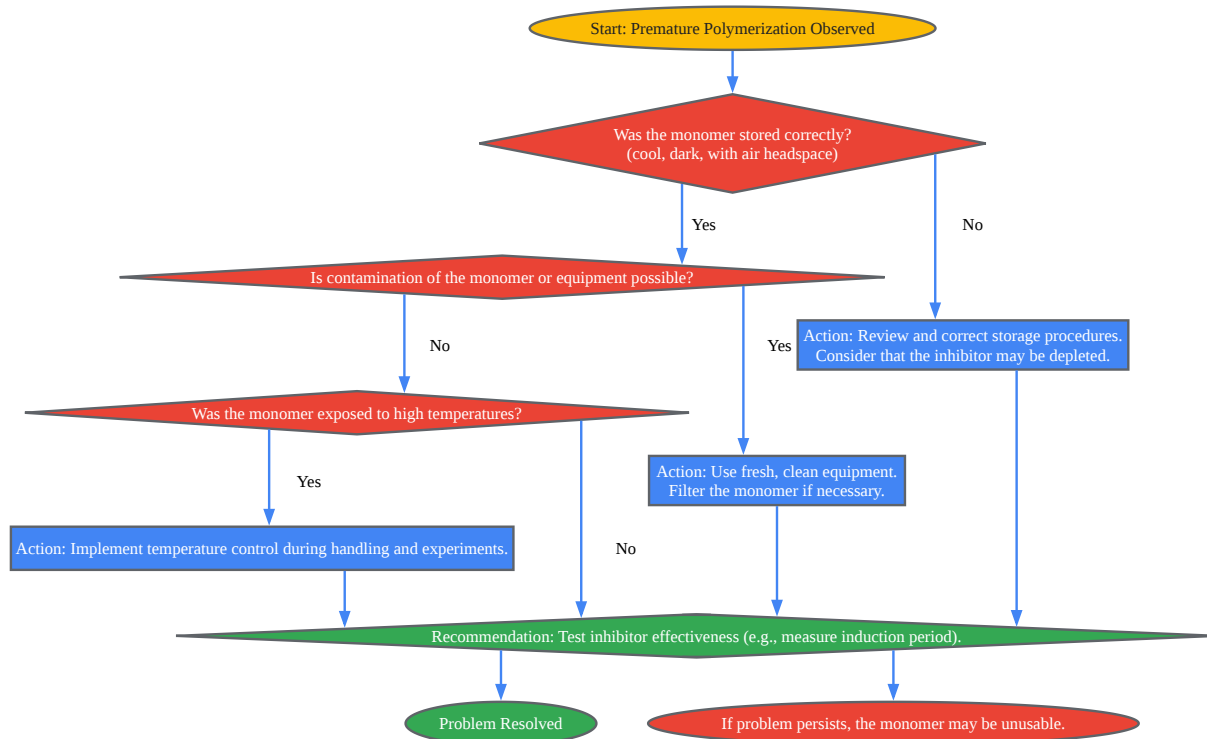 Start: Premature Polymerization Observed
Was the monomer stored correctly?
(cool, dark, with air headspace)
Yes
No
Is contamination of the monomer or equipment possible?
Action: Review and correct storage procedures.
Consider that the inhibitor may be depleted.
No
Yes
Was the monomer exposed to high temperatures?
Action: Use fresh, clean equipment.
Filter the monomer if necessary.
Yes
Action: Implement temperature control during handling and experiments.
No
Recommendation: Test inhibitor effectiveness (e.g., measure induction period).
Problem Resolved
If problem persists, the monomer may be unusable.